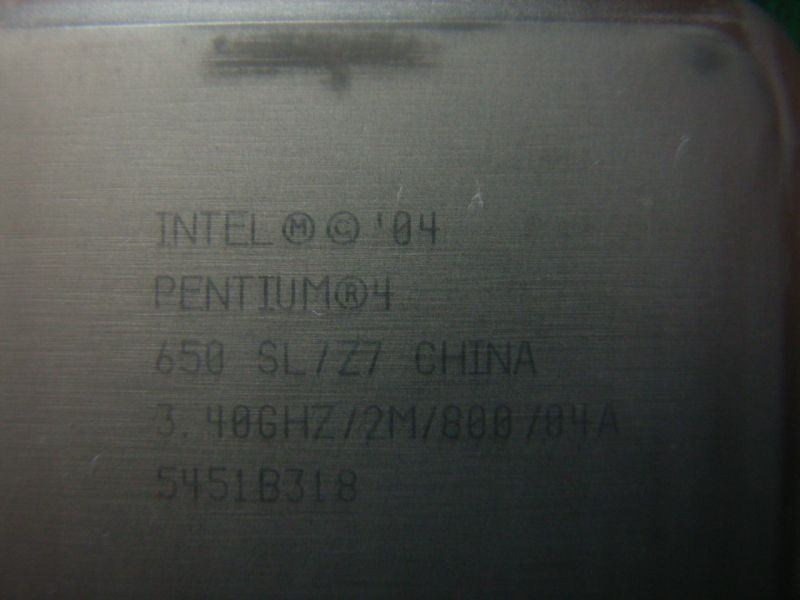 INTEL Ⓜ © '04
PENTIUM® 4
650 SL7Z7 CHINA
3.40GHZ/2M/800/04A
5451B318